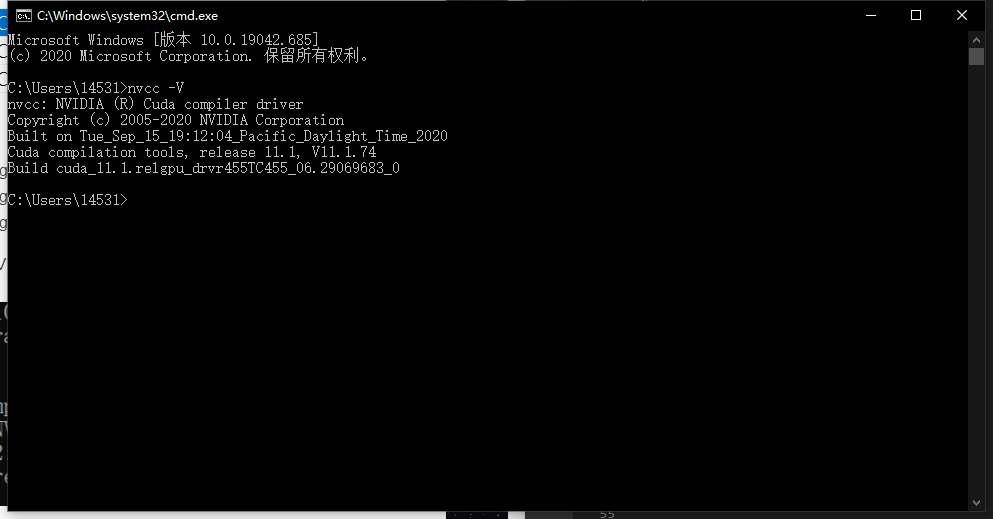 C:\Windows\system32\cmd.exe
Microsoft Windows [版本 10.0.19042.685]
(c) 2020 Microsoft Corporation. 保留所有权利。
C:\Users\14531>nvcc -V
nvcc: NVIDIA (R) Cuda compiler driver
Copyright (c) 2005-2020 NVIDIA Corporation
Built on Tue_Sep_15_19:12:04_Pacific_Daylight_Time_2020
Cuda compilation tools, release 11.1, V11.1.74
Build cuda_11.1.relgpu_drvr455TC455_06.29069683_0
C:\Users\14531>
55